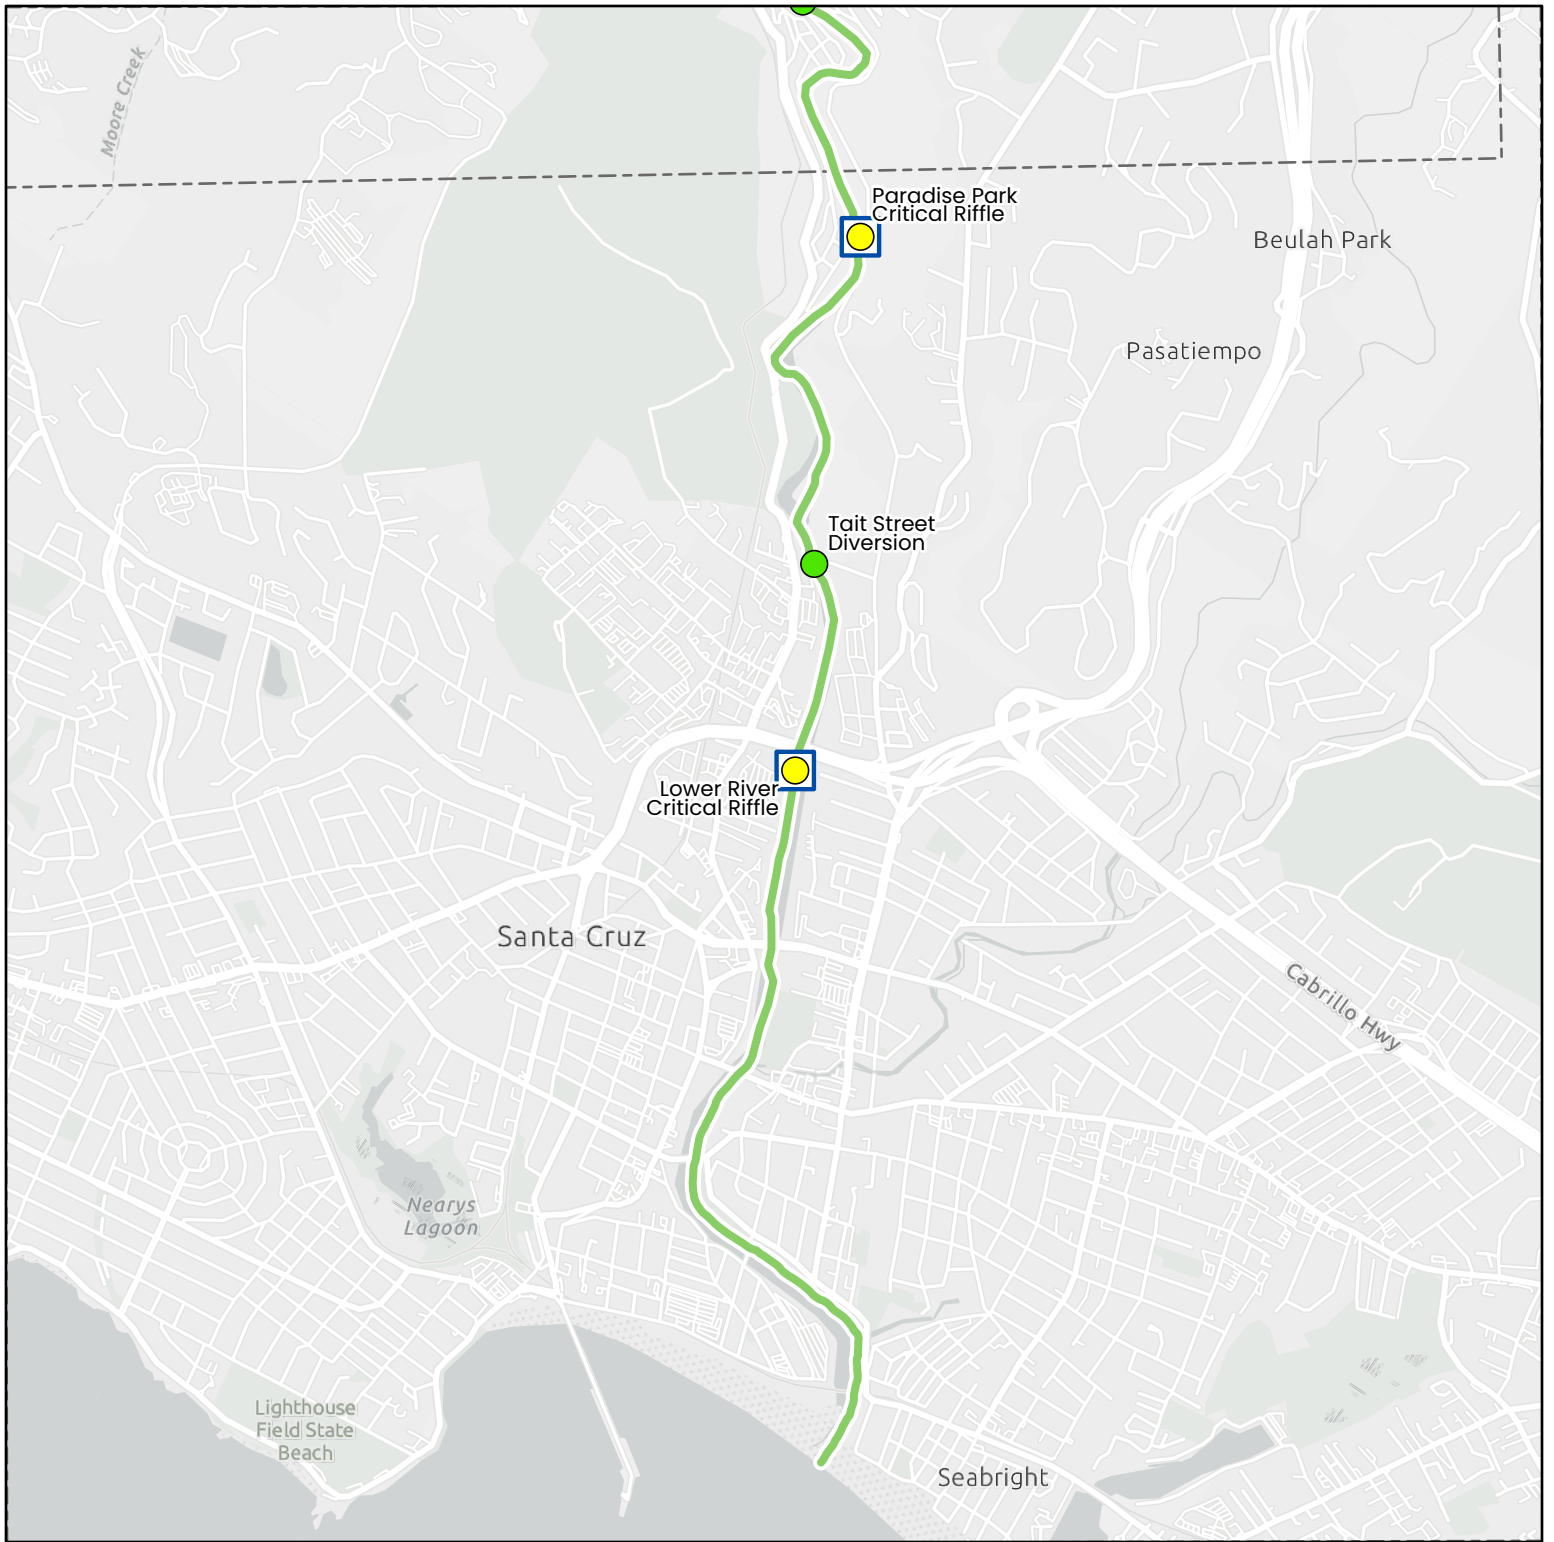 Moore Creek
Paradise Park
Critical Riffle
Beulah Park
Pasatiempo
Tait Street
Diversion
Lower River
Critical Riffle
Santa Cruz
Cabrillo Hwy
Nearys
Lagoon
Lighthouse
Field State
Beach
Seabright